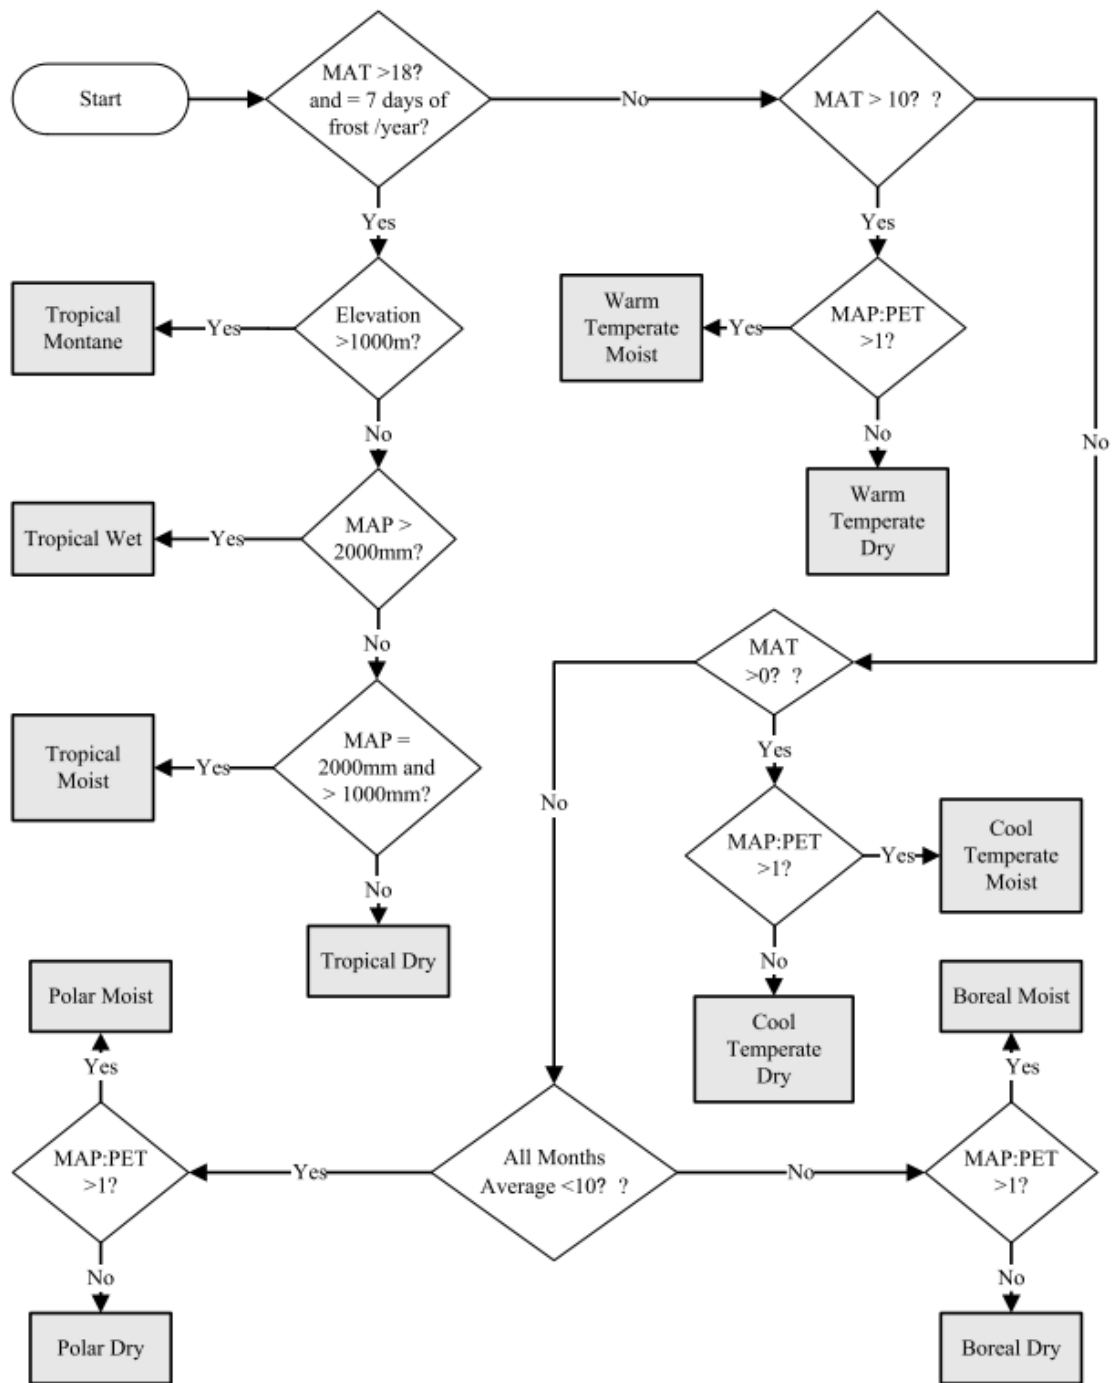 Start
MAT >18?
and = 7 days of
frost /year?
No
MAT > 10? ?
Yes
Yes
Elevation
>1000m?
Yes
Tropical
Montane
Warm
Temperate
Moist
Yes
MAP:PET
>1?
No
No
No
Warm
Temperate
Dry
MAP >
2000mm?
Yes
Tropical Wet
No
MAT
>0? ?
Yes
No
MAP =
2000mm and
> 1000mm?
Yes
Tropical
Moist
No
Tropical Dry
MAP:PET
>1?
Yes
Cool
Temperate
Moist
No
Cool
Temperate
Dry
Polar Moist
Yes
MAP:PET
>1?
No
Polar Dry
Yes
All Months
Average <10? ?
No
Boreal Moist
Yes
MAP:PET
>1?
No
Boreal Dry